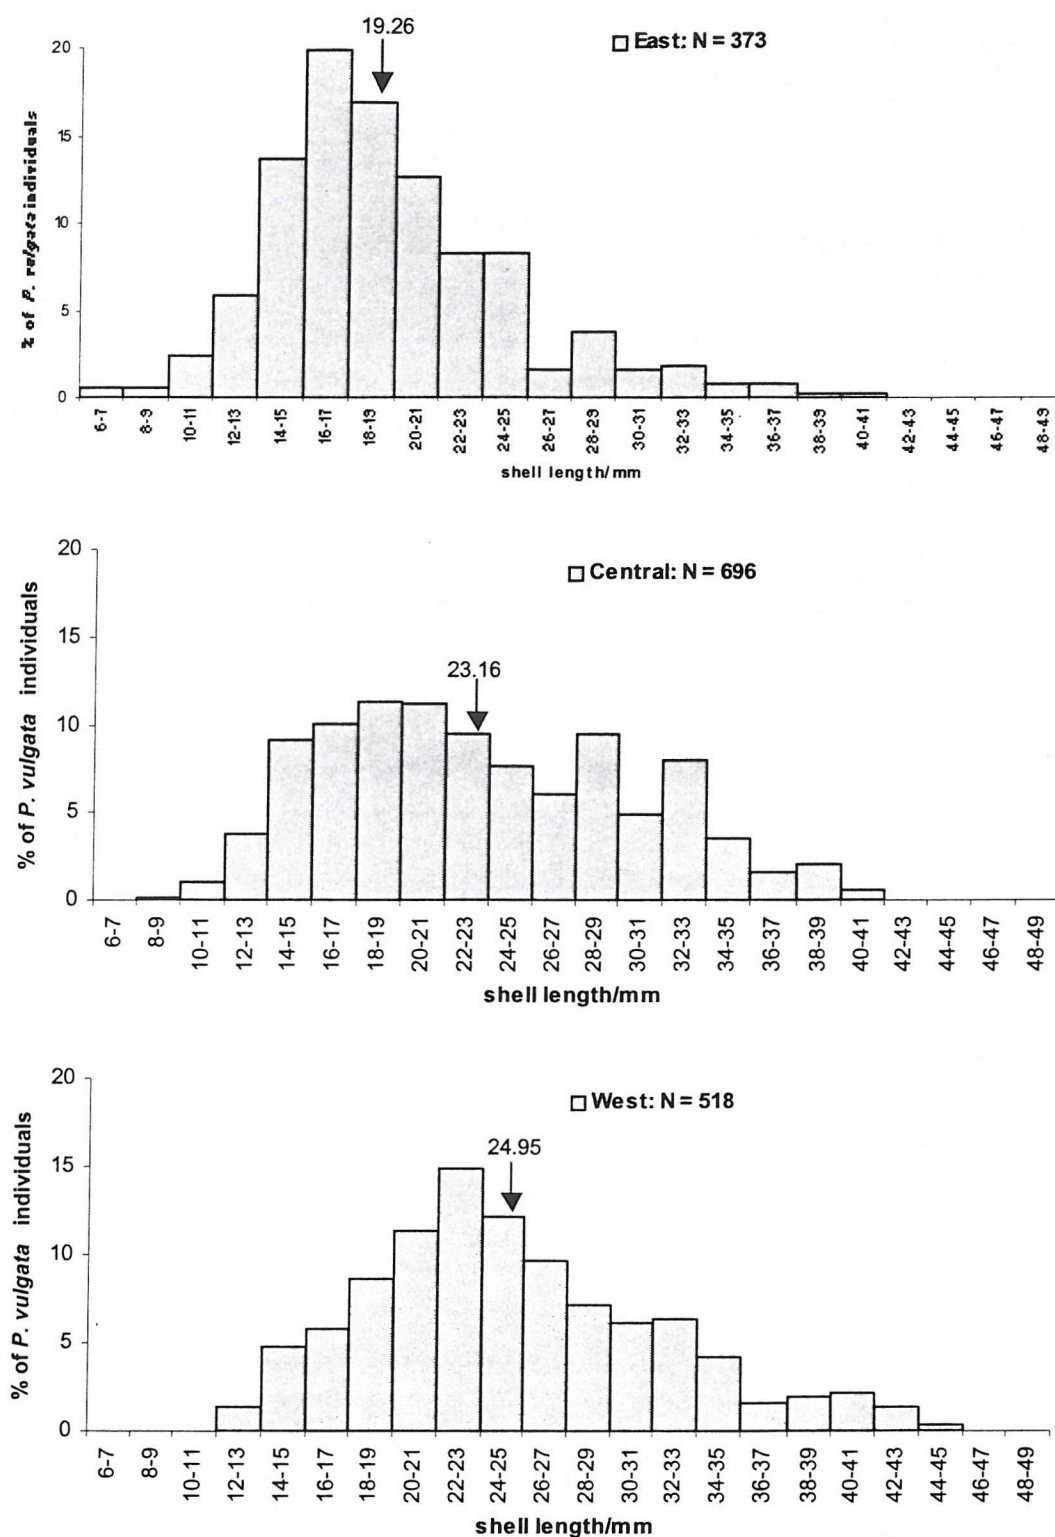 19.26
East: N = 373
20
15
10
5
0
% of P. vulgata individuals
6-7 8-9 10-11 12-13 14-15 16-17 18-19 20-21 22-23 24-25 26-27 28-29 30-31 32-33 34-35 36-37 38-39 40-41 42-43 44-45 46-47 48-49
shell length/mm
Central: N = 696
23.16
20
15
10
5
0
% of P. vulgata individuals
6-7 8-9 10-11 12-13 14-15 16-17 18-19 20-21 22-23 24-25 26-27 28-29 30-31 32-33 34-35 36-37 38-39 40-41 42-43 44-45 46-47 48-49
shell length/mm
West: N = 518
24.95
20
15
10
5
0
% of P. vulgata individuals
6-7 8-9 10-11 12-13 14-15 16-17 18-19 20-21 22-23 24-25 26-27 28-29 30-31 32-33 34-35 36-37 38-39 40-41 42-43 44-45 46-47 48-49
shell length/mm